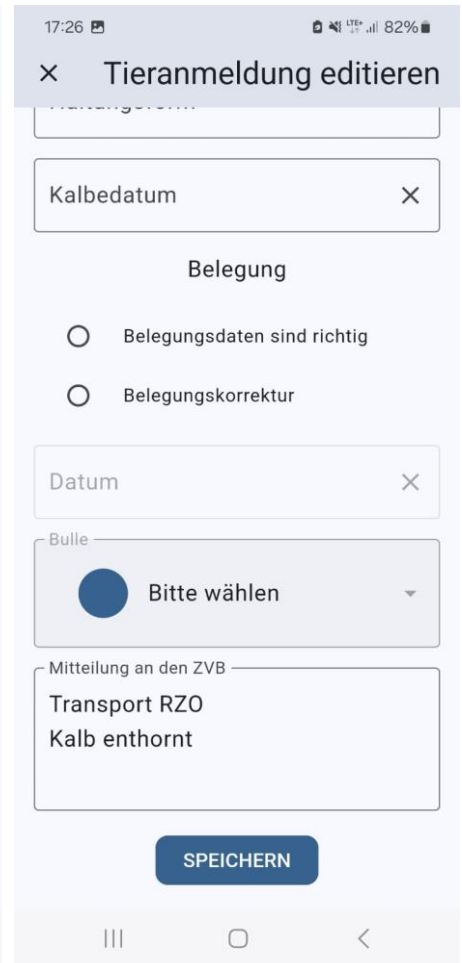 17:26 LTE+ 82%
× Tieranmeldung editieren
Kalbedatum
Belegung
Belegungsdaten sind richtig
Belegungskorrektur
Datum
Bulle
Bitte wählen
Mitteilung an den ZVB
Transport RZO
Kalb enthornt
SPEICHERN